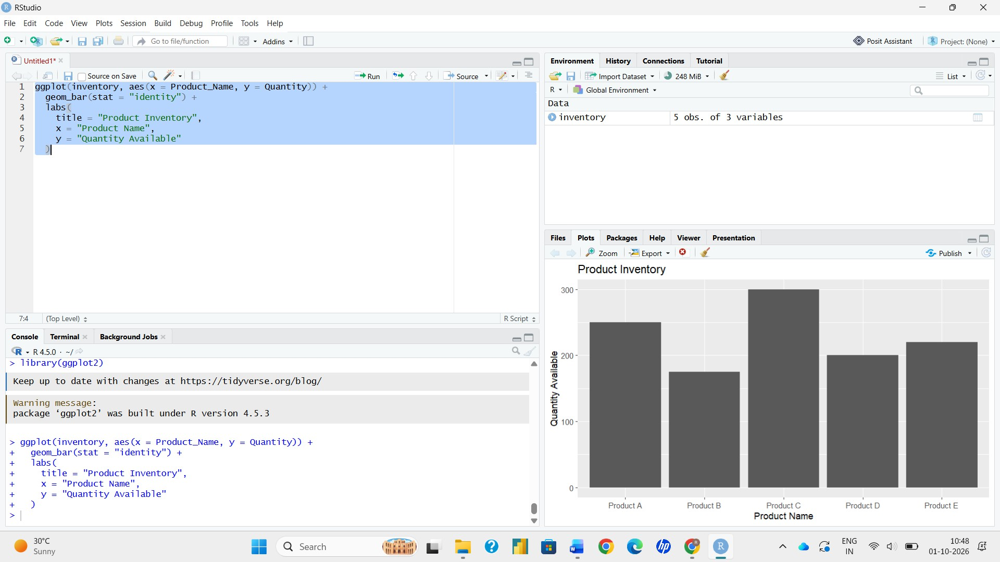 RStudio
File Edit Code View Plots Session Build Debug Profile Tools Help
Go to file/function Addins Posit Assistant Project: (None)
Untitled1*
Source on Save Run Source
1 ggplot(inventory, aes(x = Product_Name, y = Quantity)) +
2 geom_bar(stat = "identity") +
3 labs(
4 title = "Product Inventory",
5 x = "Product Name",
6 y = "Quantity Available"
7 )
7:4 (Top Level) R Script
Console Terminal Background Jobs
R 4.5.0 · ~/
> library(ggplot2)
Keep up to date with changes at https://tidyverse.org/blog/
Warning message:
package ‘ggplot2’ was built under R version 4.5.3
> ggplot(inventory, aes(x = Product_Name, y = Quantity)) +
+ geom_bar(stat = "identity") +
+ labs(
+ title = "Product Inventory",
+ x = "Product Name",
+ y = "Quantity Available"
+ )
>
Environment History Connections Tutorial
Import Dataset 248 MiB List
R Global Environment
Data
inventory 5 obs. of 3 variables
Files Plots Packages Help Viewer Presentation
Zoom Export Publish
Product Inventory
300
200
100
0
Quantity Available
Product A Product B Product C Product D Product E
Product Name
30°C
Sunny
Search
ENG
IN
10:48
01-10-2026